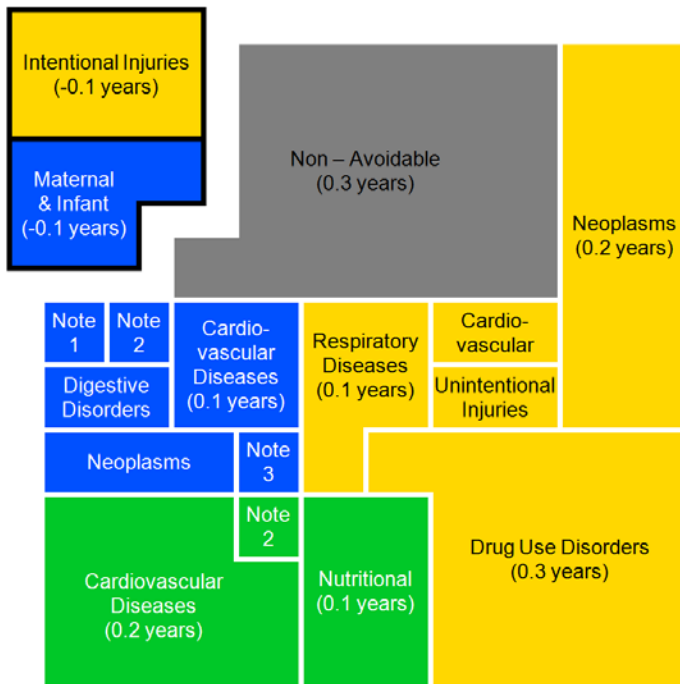 Intentional Injuries
(-0.1 years)
Maternal
& Infant
(-0.1 years)
Non – Avoidable
(0.3 years)
Neoplasms
(0.2 years)
Note
1
Note
2
Cardio-
vascular
Diseases
(0.1 years)
Respiratory
Diseases
(0.1 years)
Cardio-
vascular
Digestive
Disorders
Unintentional
Injuries
Neoplasms
Note
3
Note
2
Cardiovascular
Diseases
(0.2 years)
Nutritional
(0.1 years)
Drug Use Disorders
(0.3 years)